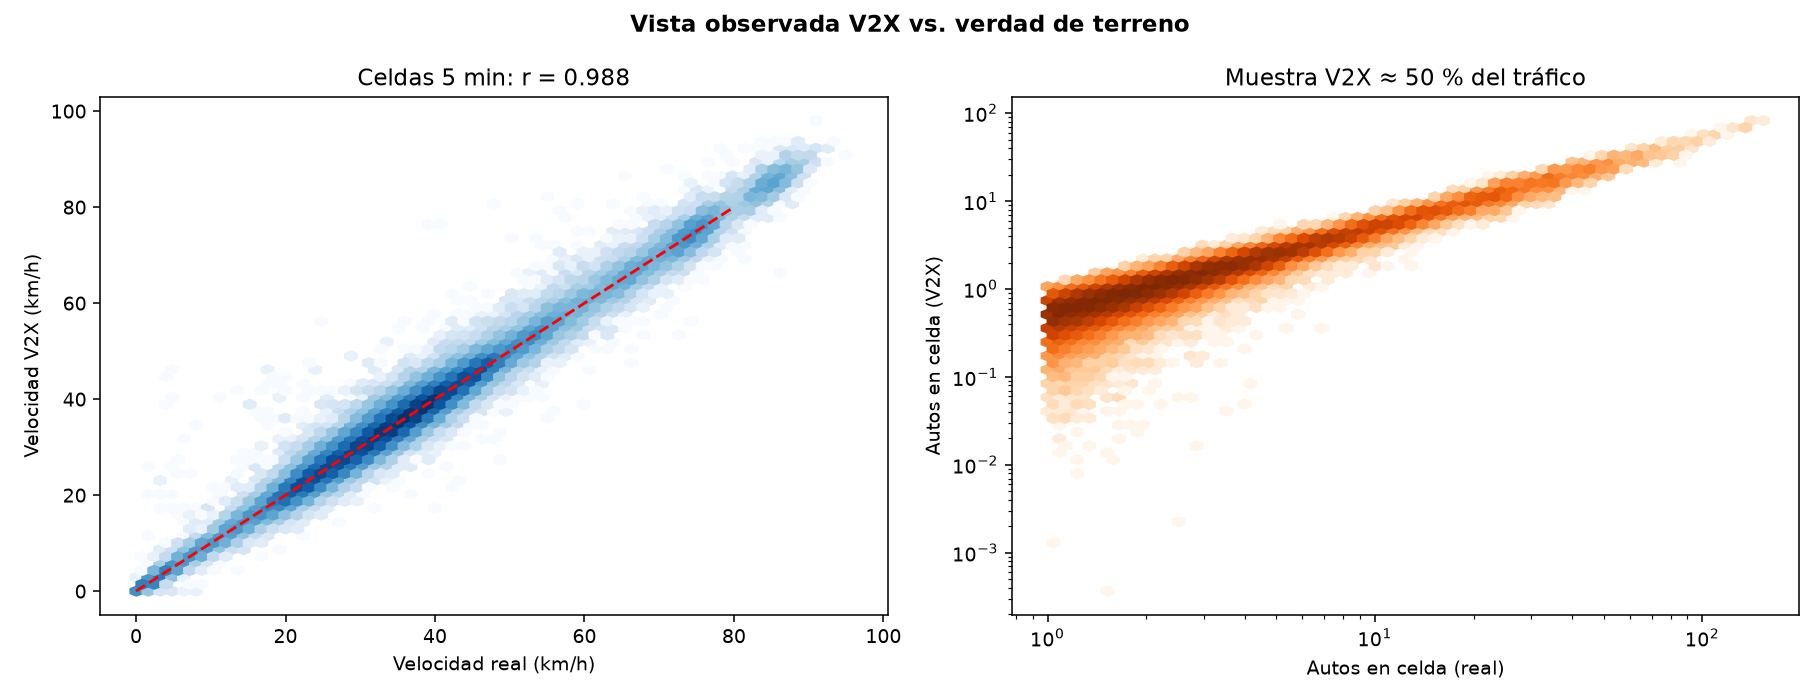 Vista observada V2X vs. verdad de terreno
Celdas 5 min: r = 0.988
100
80
60
40
20
0
Velocidad V2X (km/h)
0 20 40 60 80 100
Velocidad real (km/h)
Muestra V2X ≈ 50 % del tráfico
10²
10¹
10⁰
10⁻¹
10⁻²
10⁻³
Autos en celda (V2X)
10⁰ 10¹ 10²
Autos en celda (real)